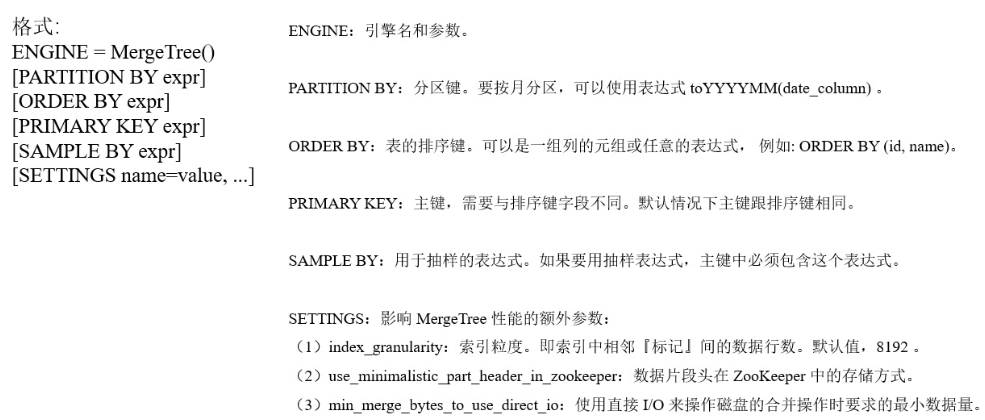 格式:
ENGINE = MergeTree()
[PARTITION BY expr]
[ORDER BY expr]
[PRIMARY KEY expr]
[SAMPLE BY expr]
[SETTINGS name=value, ...]
ENGINE：引擎名和参数。
PARTITION BY：分区键。要按月分区，可以使用表达式 toYYYYMM(date_column) 。
ORDER BY：表的排序键。可以是一组列的元组或任意的表达式， 例如: ORDER BY (id, name)。
PRIMARY KEY：主键，需要与排序键字段不同。默认情况下主键跟排序键相同。
SAMPLE BY：用于抽样的表达式。如果要用抽样表达式，主键中必须包含这个表达式。
SETTINGS：影响 MergeTree 性能的额外参数：
（1）index_granularity：索引粒度。即索引中相邻『标记』间的数据行数。默认值，8192 。
（2）use_minimalistic_part_header_in_zookeeper：数据片段头在 ZooKeeper 中的存储方式。
（3）min_merge_bytes_to_use_direct_io：使用直接 I/O 来操作磁盘的合并操作时要求的最小数据量。